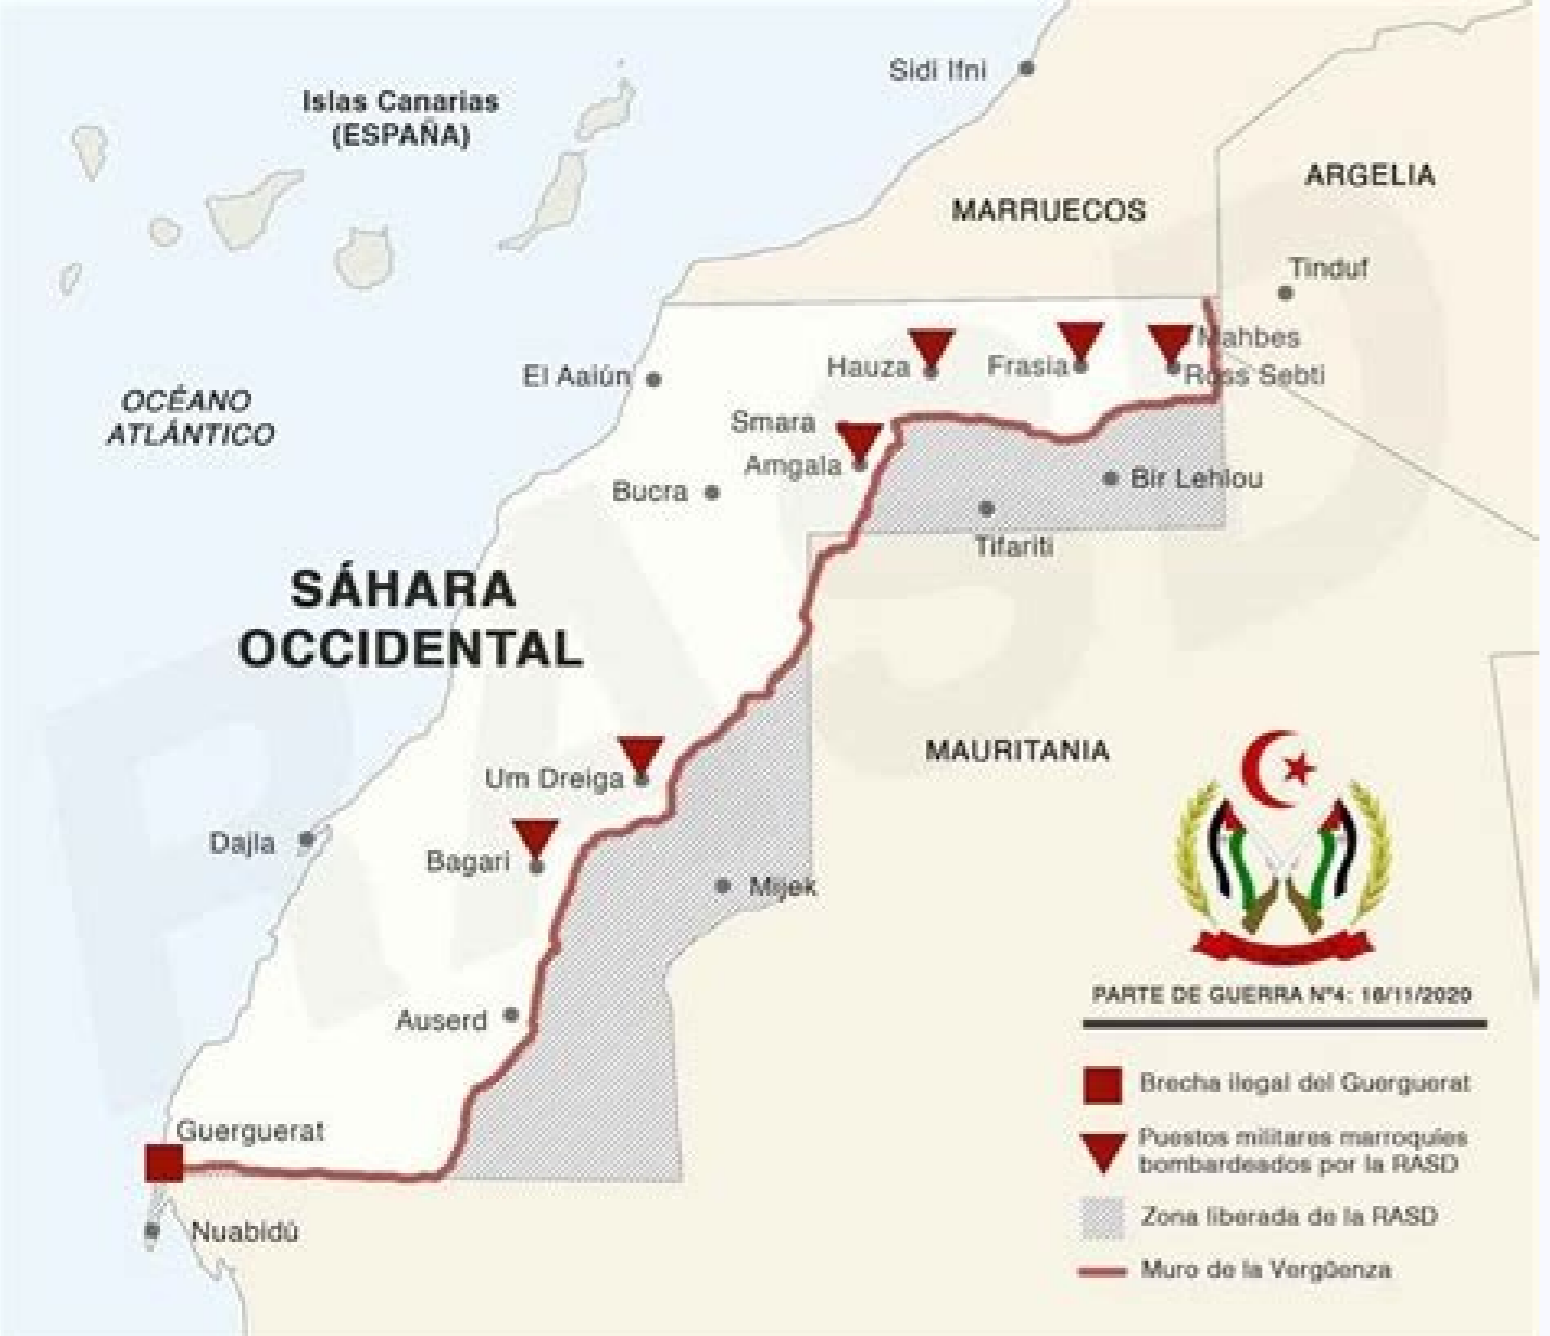 Sidi Ifni
Islas Canarias
(ESPAÑA)
ARGELIA
MARRUECOS
Tinduf
Mahbes
Hauza
Frasia
Ross Sebti
El Aaiún
OCÉANO
ATLÁNTICO
Smara
Amgala
Bucra
Bir Lehlou
Tifariti
SÁHARA
OCCIDENTAL
MAURITANIA
Um Dreiga
Dajla
Bagari
Mijek
Auserd
PARTE DE GUERRA Nº4: 16/11/2020
Brecha ilegal del Guerguerat
Guerguerat
Puestos militares marroquíes
bombardeados por la RASD
Zona liberada de la RASD
Nuabidú
Muro de la Vergüenza
RASD